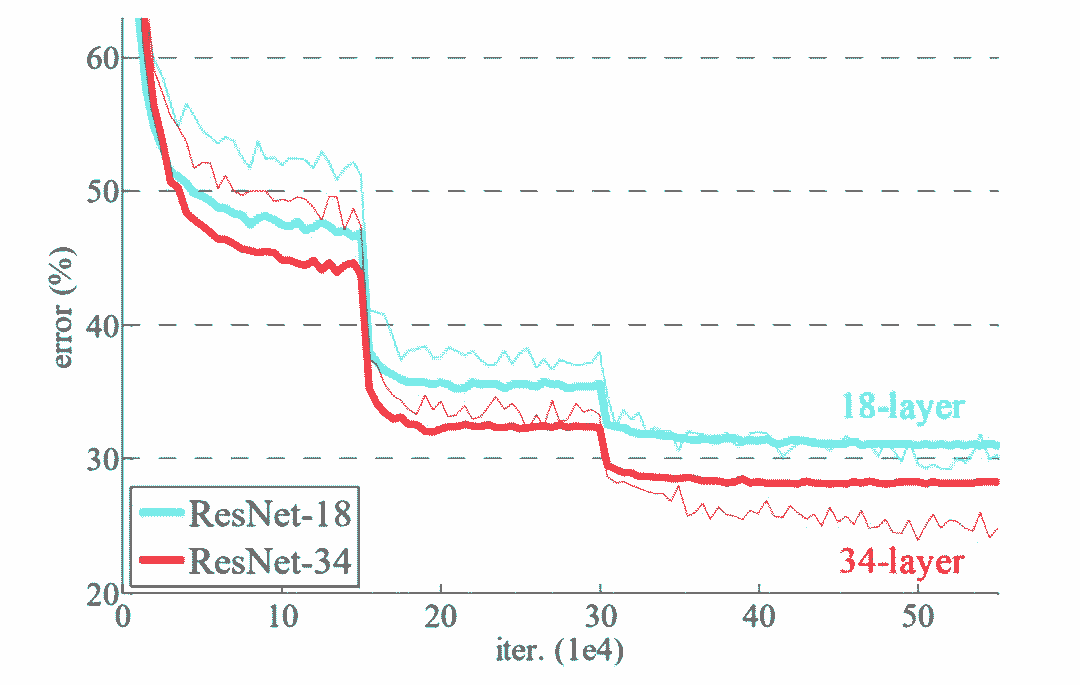 60
50
40
30
20
error (%)
18-layer
ResNet-18
ResNet-34
34-layer
0 10 20 30 40 50
iter. (1e4)